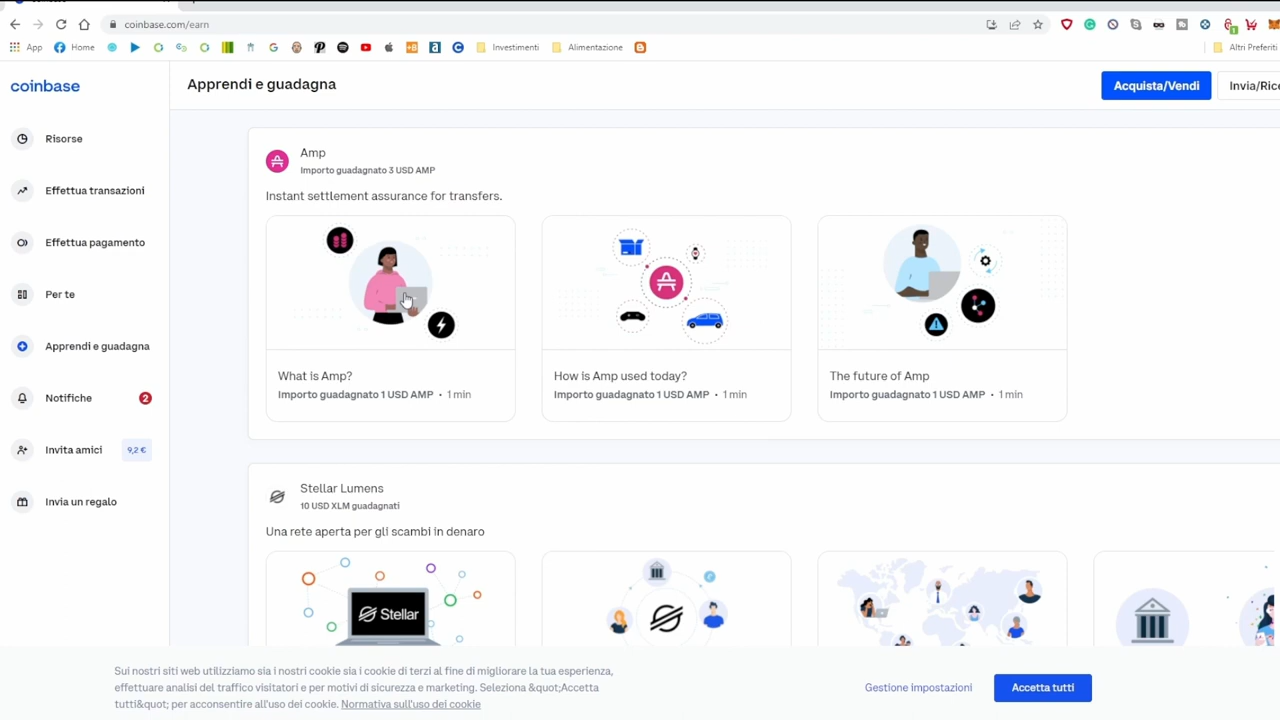 coinbase.com/earn
App
Home
Investimenti
Alimentazione
Altri Preferiti
coinbase
Apprendi e guadagna
Acquista/Vendi
Invia/Rice
Risorse
Effettua transazioni
Effettua pagamento
Per te
Apprendi e guadagna
Notifiche
2
Invita amici
9,2 €
Invia un regalo
Amp
Importo guadagnato 3 USD AMP
Instant settlement assurance for transfers.
What is Amp?
Importo guadagnato 1 USD AMP • 1 min
How is Amp used today?
Importo guadagnato 1 USD AMP • 1 min
The future of Amp
Importo guadagnato 1 USD AMP • 1 min
Stellar Lumens
10 USD XLM guadagnati
Una rete aperta per gli scambi in denaro
Stellar
Sui nostri siti web utilizziamo sia i nostri cookie sia i cookie di terzi al fine di migliorare la tua esperienza,
effettuare analisi del traffico visitatori e per motivi di sicurezza e marketing. Seleziona &quot;Accetta
tutti&quot; per acconsentire all'uso dei cookie. Normativa sull'uso dei cookie
Gestione impostazioni
Accetta tutti